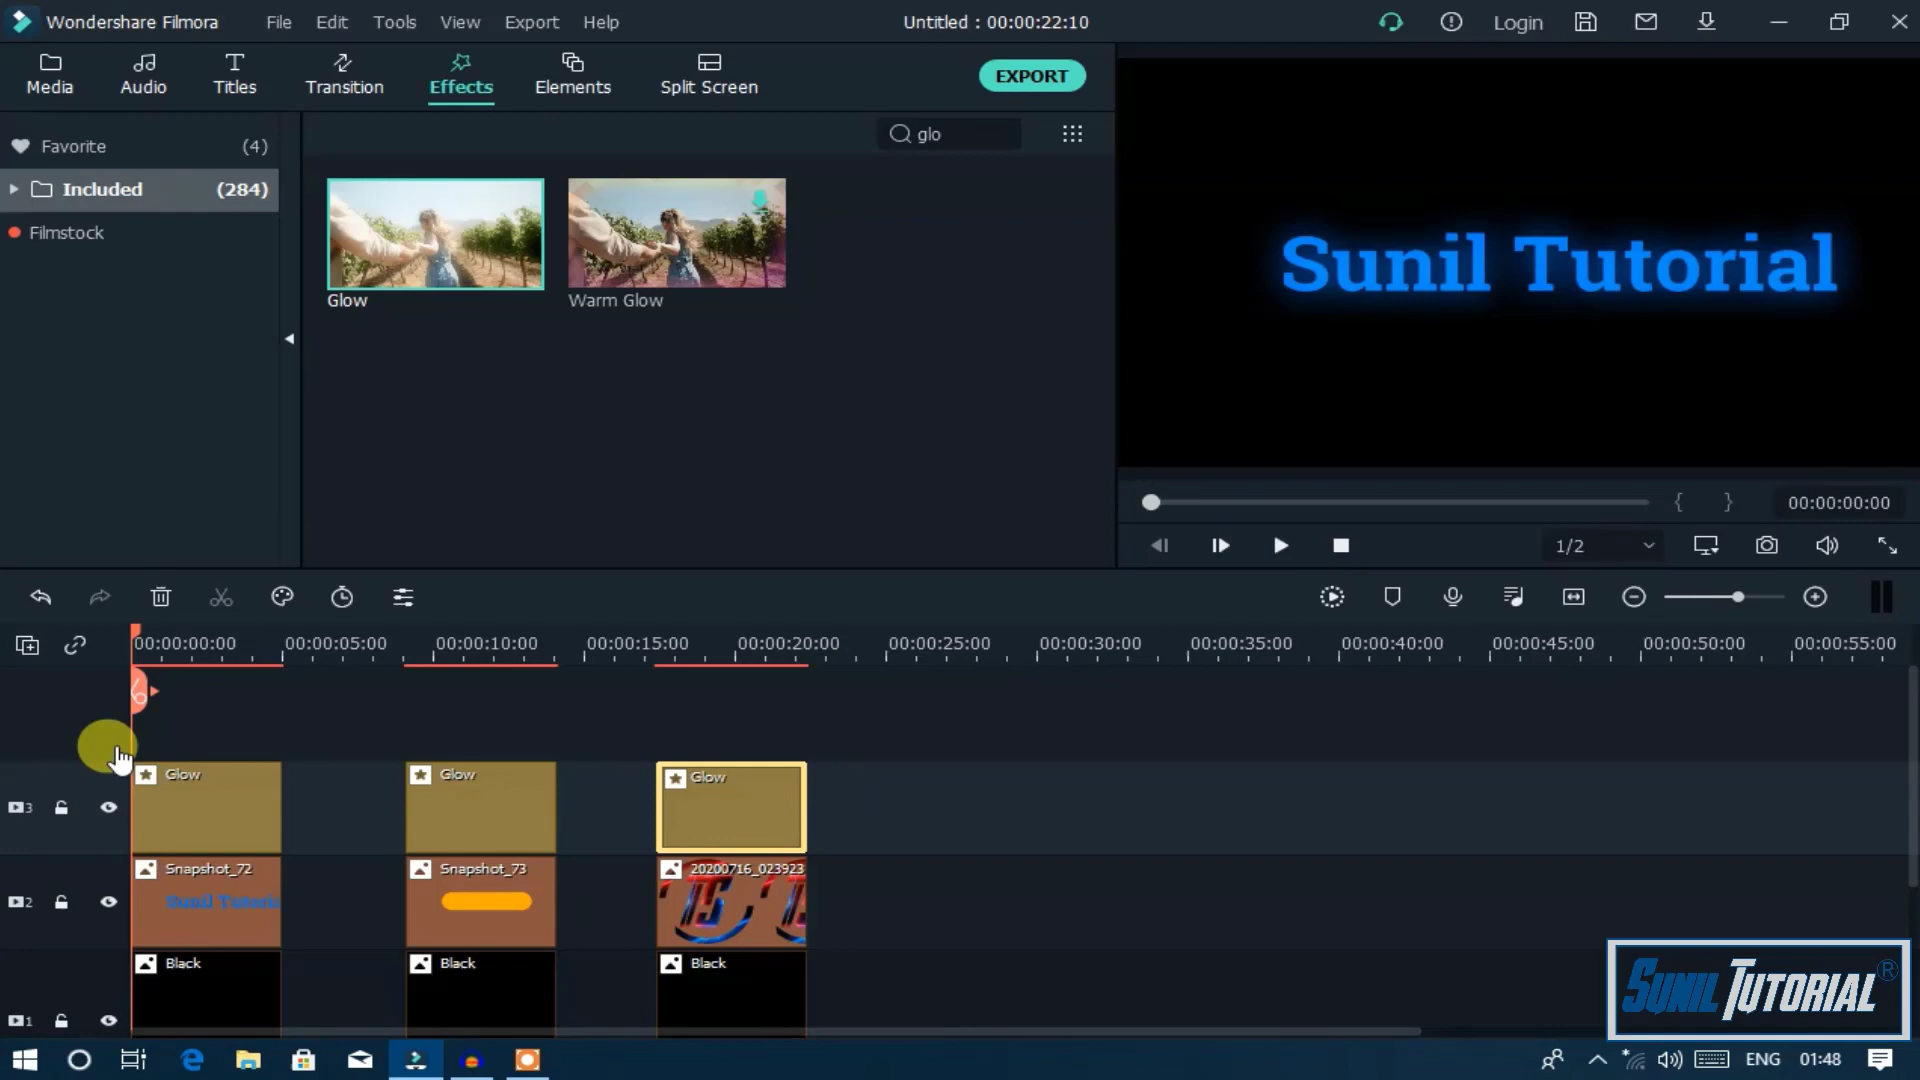 Wondershare Filmora File Edit Tools View Export Help Untitled : 00:00:22:10 Login
Media Audio Titles Transition Effects Elements Split Screen EXPORT
Favorite (4)
Included (284)
Filmstock
glo
Glow
Warm Glow
Sunil Tutorial
{ } 00:00:00:00
1/2
00:00:00:00 00:00:05:00 00:00:10:00 00:00:15:00 00:00:20:00 00:00:25:00 00:00:30:00 00:00:35:00 00:00:40:00 00:00:45:00 00:00:50:00 00:00:55:00
Glow Glow Glow
3
Snapshot_72 Snapshot_73 20200716_023923
2 Sunil Tutoria
Black Black Black
1
SUNIL TUTORIAL®
ENG 01:48